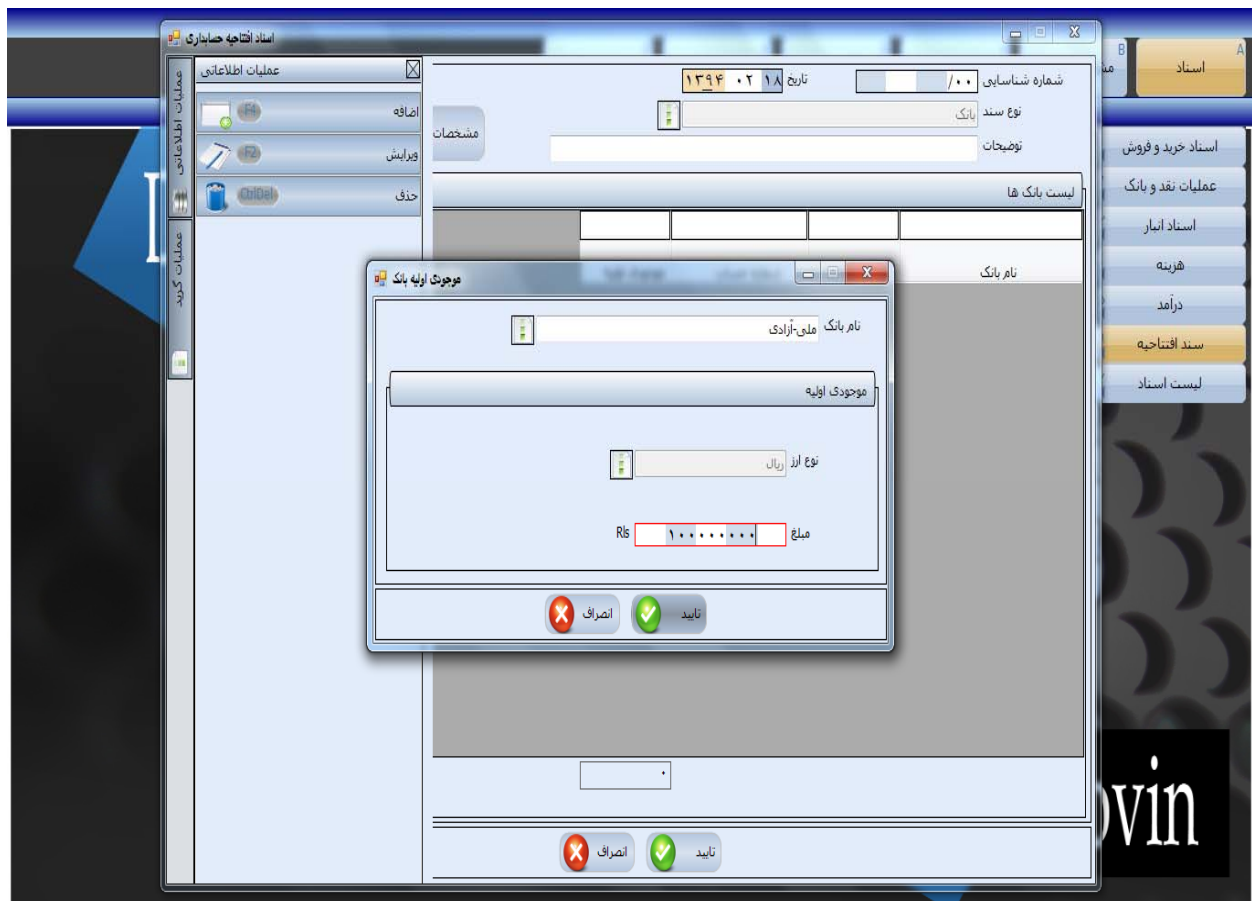 اسناد افتتاحیه حسابداری
A
اسناد
B
اسناد خرید و فروش
عملیات نقد و بانک
اسناد انبار
هزینه
درآمد
سند افتتاحیه
لیست اسناد
شماره شناسایی /۰۰
تاریخ ۱۳۹۴ ۰۲ ۱۸
نوع سند بانک
توضیحات
مشخصات
لیست بانک ها
نام بانک
عملیات اطلاعاتی
اضافه F4
ویرایش F2
حذف CtrlDel
عملیات اطلاعاتی
عملیات گرید
موجودی اولیه بانک
نام بانک ملی-آزادی
موجودی اولیه
نوع ارز ریال
مبلغ ۱۰۰۰۰۰۰۰۰ Rls
تایید
انصراف
۰
تایید
انصراف
ovin